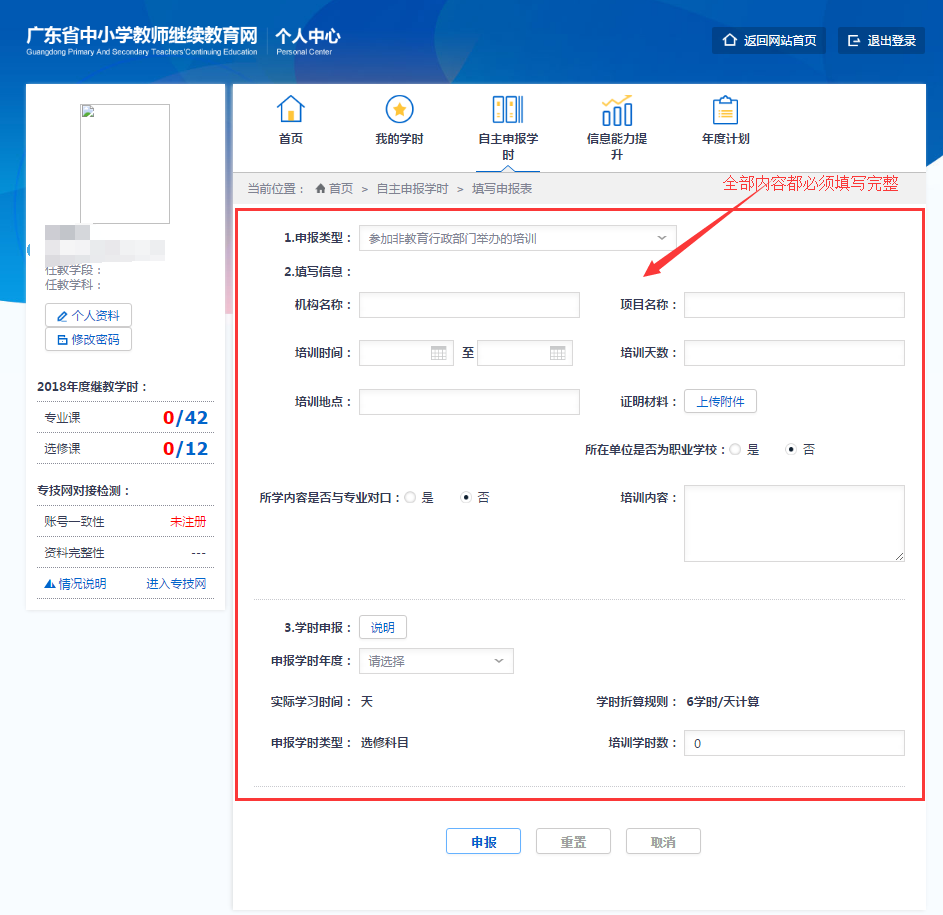 广东省中小学教师继续教育网
个人中心
Guangdong Primary And Secondary Teachers'Continuing Education
Personal Center
返回网站首页
退出登录
首页
我的学时
自主申报学时
信息能力提升
年度计划
当前位置： 首页 > 自主申报学时 > 填写申报表
全部内容都必须填写完整
任教学段：
任教学科：
个人资料
修改密码
2018年度继教学时：
专业课 0/42
选修课 0/12
专技网对接检测：
账号一致性 未注册
资料完整性 ---
情况说明 进入专技网
1.申报类型： 参加非教育行政部门举办的培训
2.填写信息：
机构名称： 项目名称：
培训时间： 至 培训天数：
培训地点： 证明材料： 上传附件
所在单位是否为职业学校： 是 否
所学内容是否与专业对口： 是 否 培训内容：
3.学时申报： 说明
申报学时年度： 请选择
实际学习时间： 天 学时折算规则： 6学时/天计算
申报学时类型： 选修科目 培训学时数： 0
申报 重置 取消